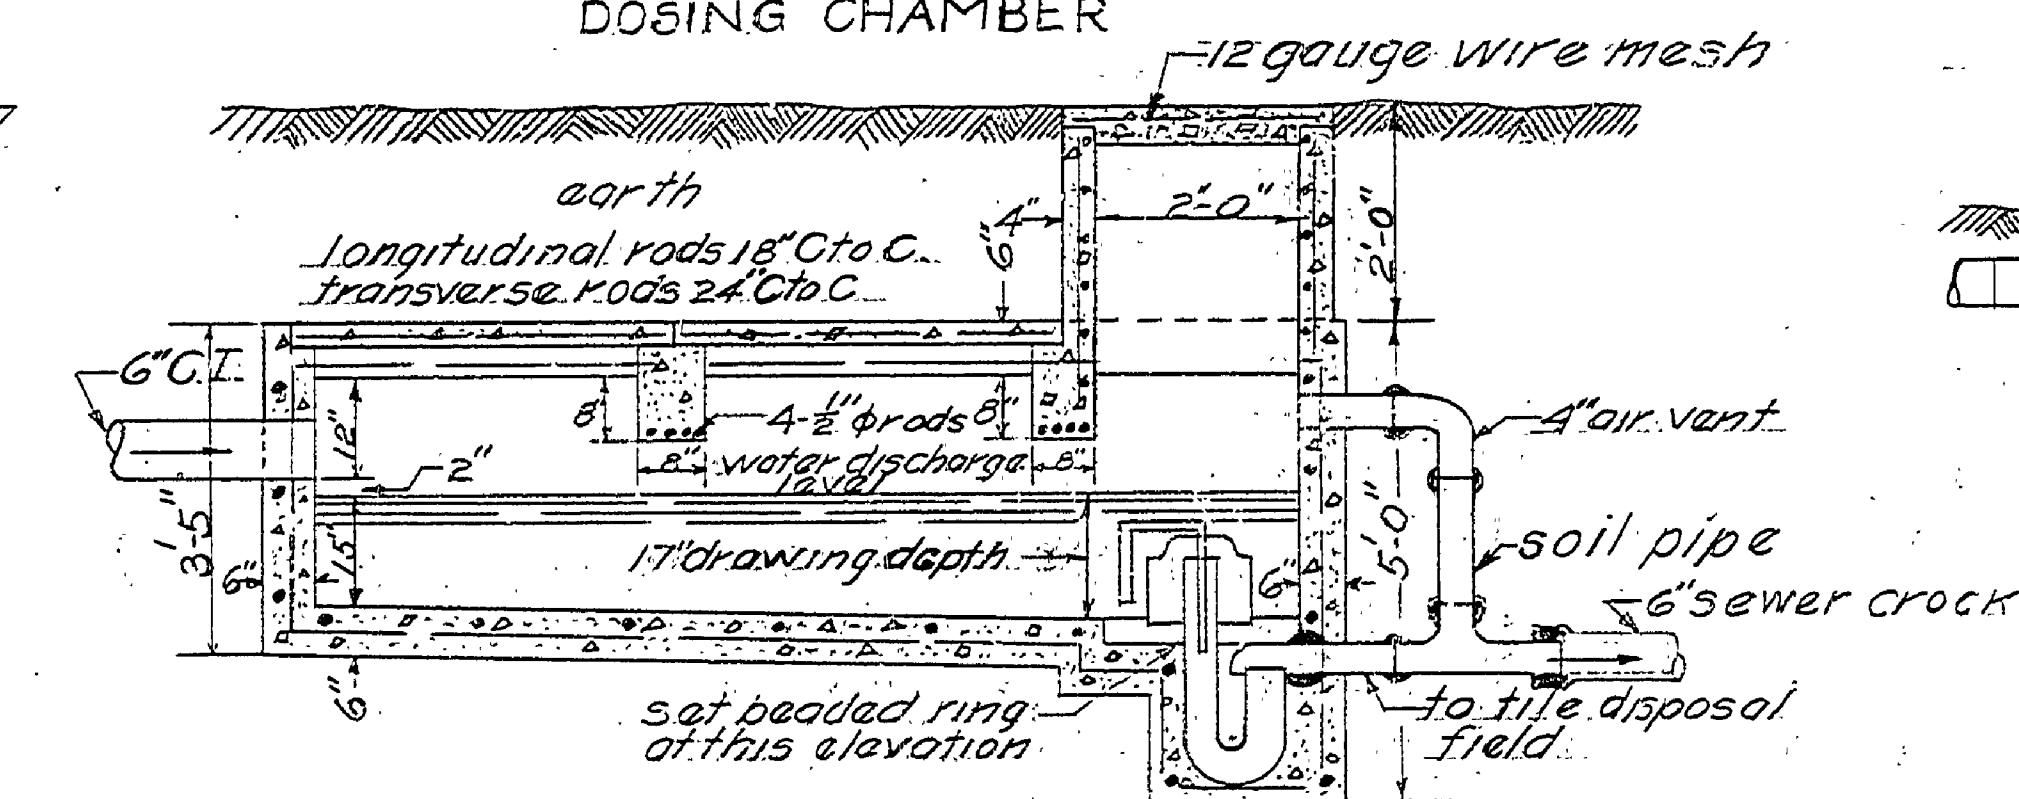 DOSING CHAMBER
12 gauge wire mesh
earth
4"
2'-0"
2'-0"
6"
longitudinal rods 18" C to C.
transverse rods 24" C to C
6" C.I.
12"
8"
4-1/2" φ rods
8"
4" air vent
2"
8"
water discharge
level
8"
3'-5"
6"
15"
17" drawing depth
6"
5'-0"
soil pipe
6" sewer crock
6"
set beaded ring
at this elevation
to tile disposal
field